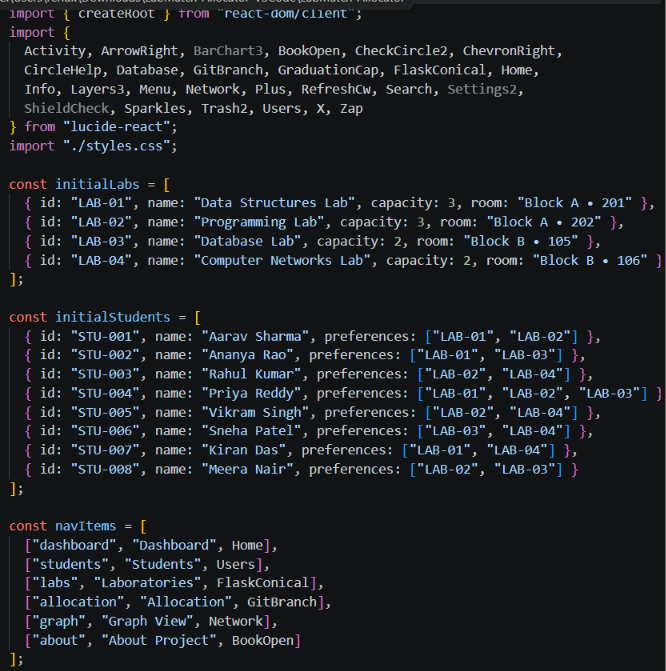 import { createRoot } from "react-dom/client";
import {
Activity, ArrowRight, BarChart3, BookOpen, CheckCircle2, ChevronRight,
CircleHelp, Database, GitBranch, GraduationCap, FlaskConical, Home,
Info, Layers3, Menu, Network, Plus, RefreshCw, Search, Settings2,
ShieldCheck, Sparkles, Trash2, Users, X, Zap
} from "lucide-react";
import "./styles.css";
const initialLabs = [
{ id: "LAB-01", name: "Data Structures Lab", capacity: 3, room: "Block A • 201" },
{ id: "LAB-02", name: "Programming Lab", capacity: 3, room: "Block A • 202" },
{ id: "LAB-03", name: "Database Lab", capacity: 2, room: "Block B • 105" },
{ id: "LAB-04", name: "Computer Networks Lab", capacity: 2, room: "Block B • 106" }
];
const initialStudents = [
{ id: "STU-001", name: "Aarav Sharma", preferences: ["LAB-01", "LAB-02"] },
{ id: "STU-002", name: "Ananya Rao", preferences: ["LAB-01", "LAB-03"] },
{ id: "STU-003", name: "Rahul Kumar", preferences: ["LAB-02", "LAB-04"] },
{ id: "STU-004", name: "Priya Reddy", preferences: ["LAB-01", "LAB-02", "LAB-03"] }
{ id: "STU-005", name: "Vikram Singh", preferences: ["LAB-02", "LAB-04"] },
{ id: "STU-006", name: "Sneha Patel", preferences: ["LAB-03", "LAB-04"] },
{ id: "STU-007", name: "Kiran Das", preferences: ["LAB-01", "LAB-04"] },
{ id: "STU-008", name: "Meera Nair", preferences: ["LAB-02", "LAB-03"] }
];
const navItems = [
["dashboard", "Dashboard", Home],
["students", "Students", Users],
["labs", "Laboratories", FlaskConical],
["allocation", "Allocation", GitBranch],
["graph", "Graph View", Network],
["about", "About Project", BookOpen]
];